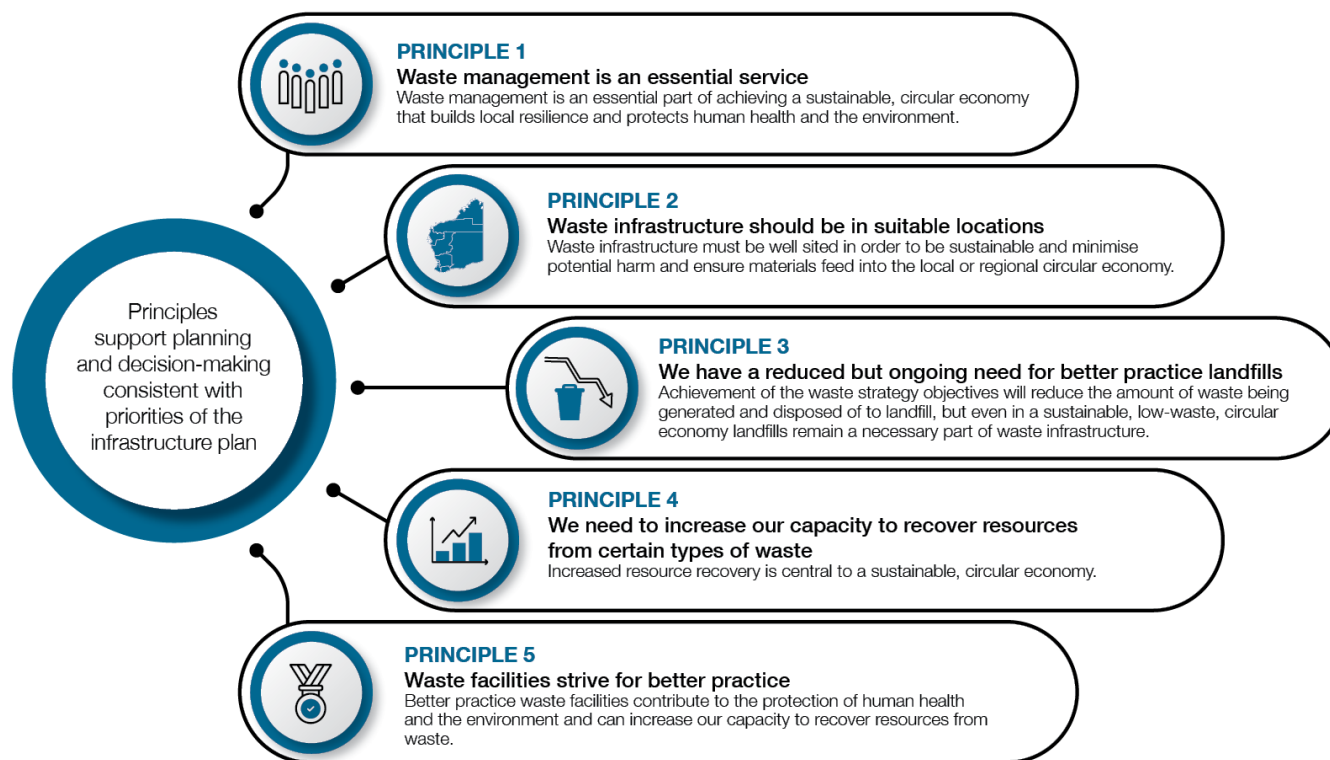 PRINCIPLE 1
Waste management is an essential service
Waste management is an essential part of achieving a sustainable, circular economy
that builds local resilience and protects human health and the environment.
PRINCIPLE 2
Waste infrastructure should be in suitable locations
Waste infrastructure must be well sited in order to be sustainable and minimise
potential harm and ensure materials feed into the local or regional circular economy.
Principles
support planning
and decision-making
consistent with
priorities of the
infrastructure plan
PRINCIPLE 3
We have a reduced but ongoing need for better practice landfills
Achievement of the waste strategy objectives will reduce the amount of waste being
generated and disposed of to landfill, but even in a sustainable, low-waste, circular
economy landfills remain a necessary part of waste infrastructure.
PRINCIPLE 4
We need to increase our capacity to recover resources
from certain types of waste
Increased resource recovery is central to a sustainable, circular economy.
PRINCIPLE 5
Waste facilities strive for better practice
Better practice waste facilities contribute to the protection of human health
and the environment and can increase our capacity to recover resources from
waste.